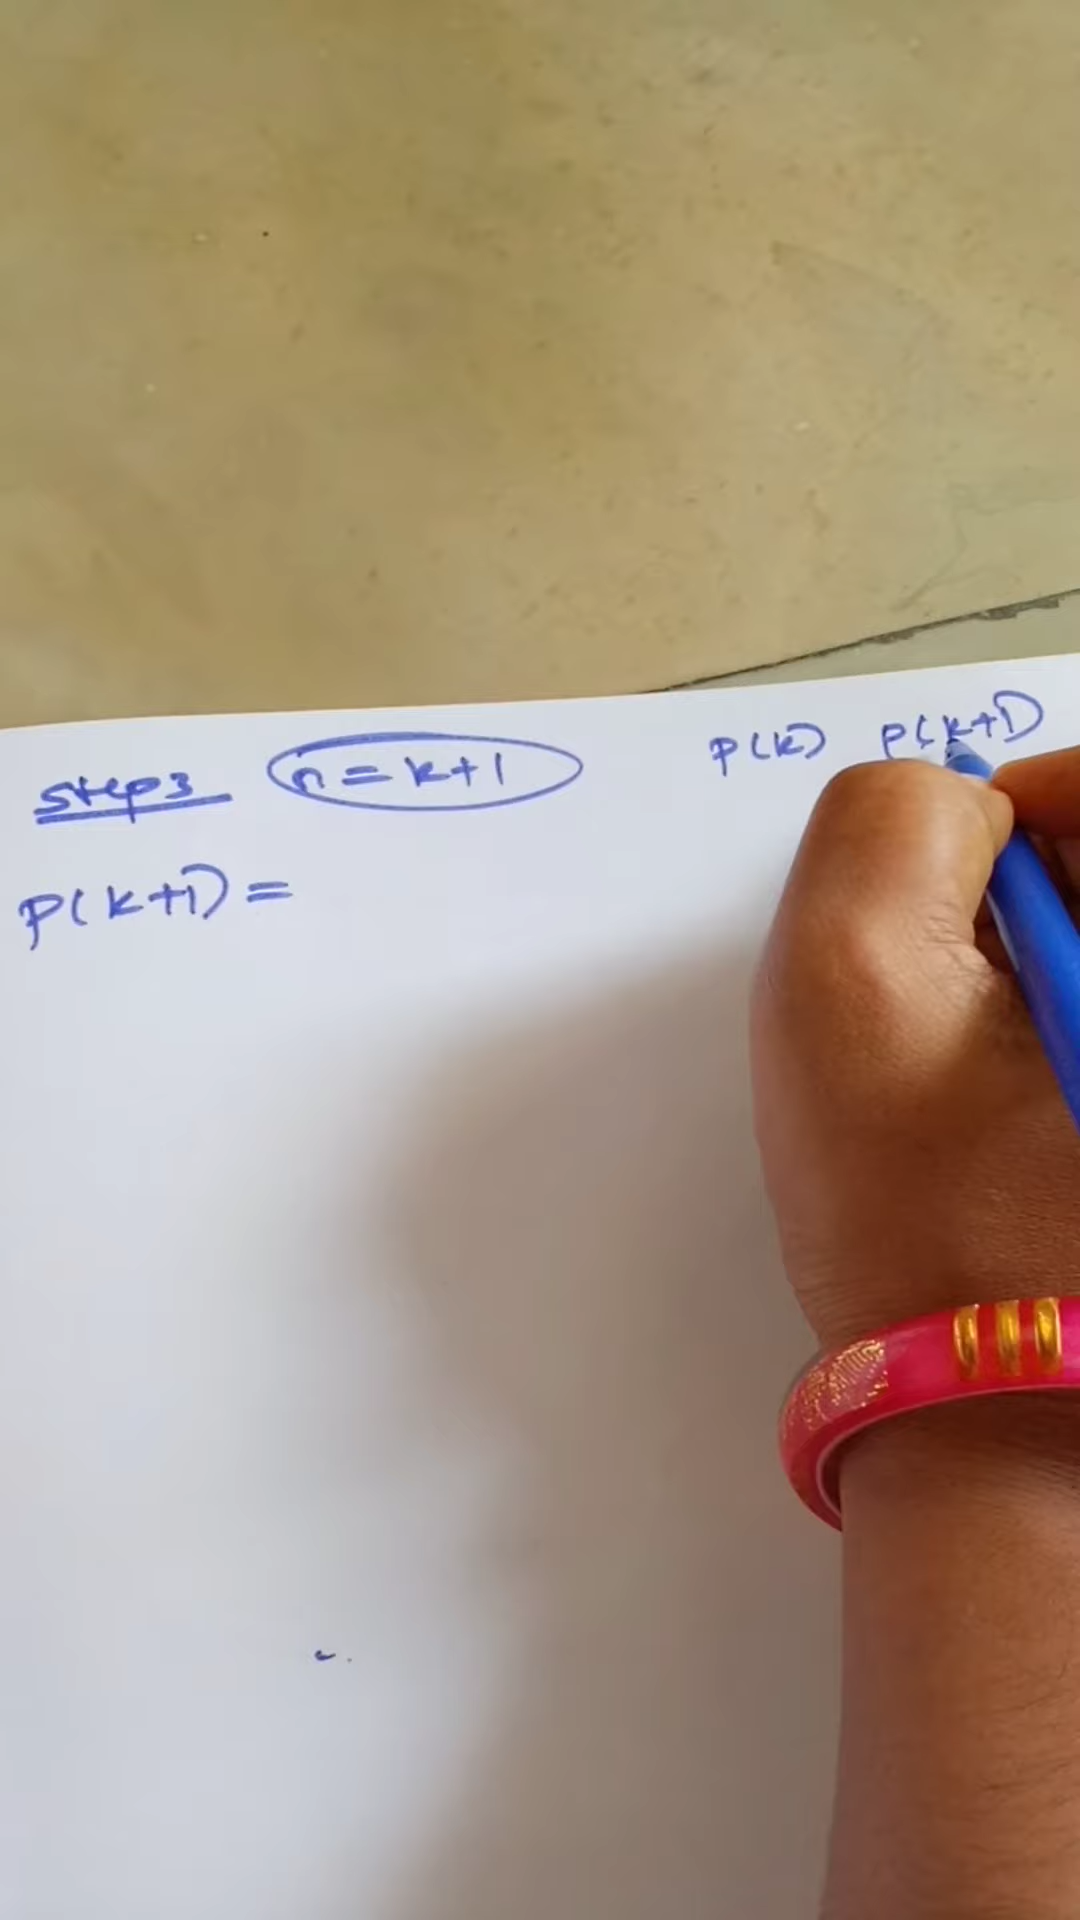 Step3 n = k+1 P(k) P(k+1)
P(k+1) =